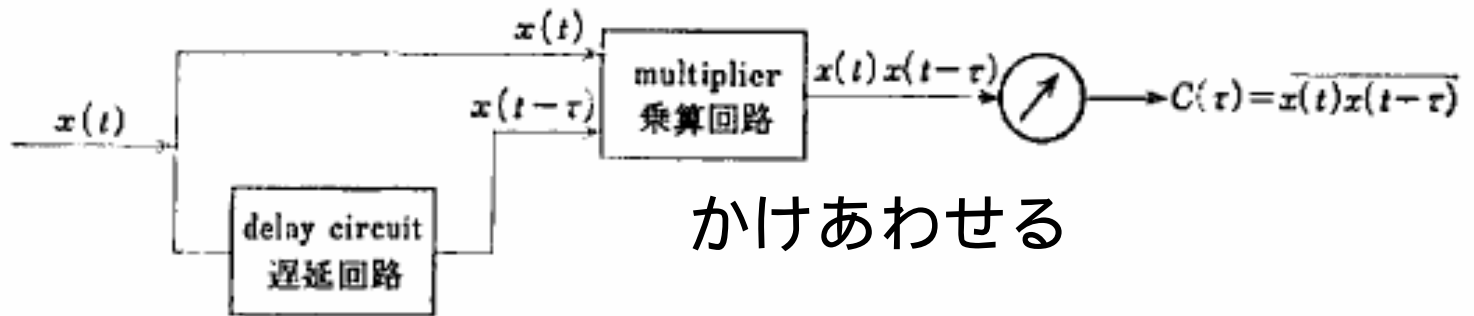 x(t)
x(t)
x(t−τ)
multiplier
乗算回路
x(t)x(t−τ)
C(τ)=x(t)x(t−τ)
delay circuit
遅延回路
かけあわせる